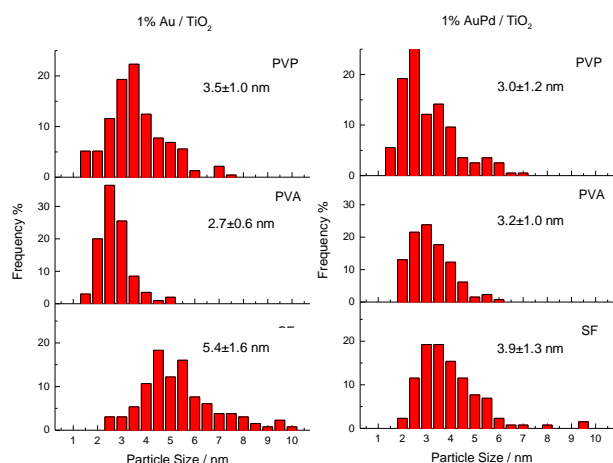 1% Au / TiO₂
PVP
3.5±1.0 nm
20
10
0
PVA
2.7±0.6 nm
Frequency %
30
20
10
0
5.4±1.6 nm
20
10
0
1 2 3 4 5 6 7 8 9 10
Particle Size / nm
1% AuPd / TiO₂
PVP
3.0±1.2 nm
20
10
0
PVA
3.2±1.0 nm
Frequency %
30
20
10
0
SF
3.9±1.3 nm
20
10
0
1 2 3 4 5 6 7 8 9 10
Particle Size / nm